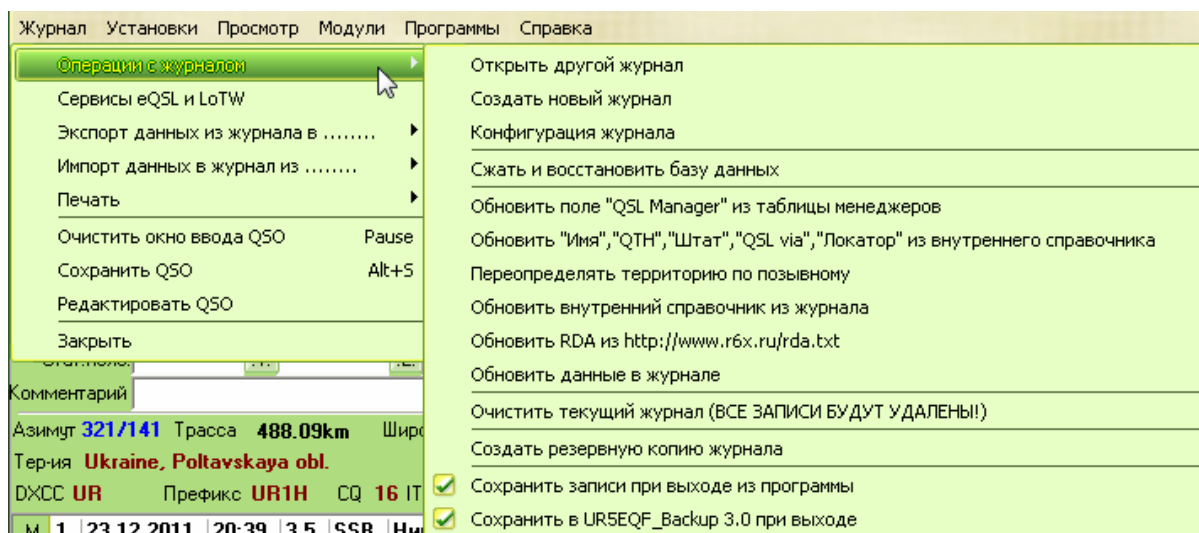 Журнал Установки Просмотр Модули Программы Справка
Операции с журналом
Сервисы eQSL и LoTW
Экспорт данных из журнала в ........
Импорт данных в журнал из ........
Печать
Очистить окно ввода QSO Pause
Сохранить QSO Alt+S
Редактировать QSO
Закрыть
Открыть другой журнал
Создать новый журнал
Конфигурация журнала
Сжать и восстановить базу данных
Обновить поле "QSL Manager" из таблицы менеджеров
Обновить "Имя","QTH","Штат","QSL via","Локатор" из внутреннего справочника
Переопределять территорию по позывному
Обновить внутренний справочник из журнала
Обновить RDA из http://www.r6x.ru/rda.txt
Обновить данные в журнале
Очистить текущий журнал (ВСЕ ЗАПИСИ БУДУТ УДАЛЕНЫ!)
Создать резервную копию журнала
Сохранить записи при выходе из программы
Сохранить в UR5EQF_Backup 3.0 при выходе
Комментарий
Азимут 321/141 Трасса 488.09km Широ
Тер-ия Ukraine, Poltavskaya obl.
DXCC UR Префикс UR1H CQ 16 IT
М 1 23.12.2011 20:39 3.5 SSB Ни